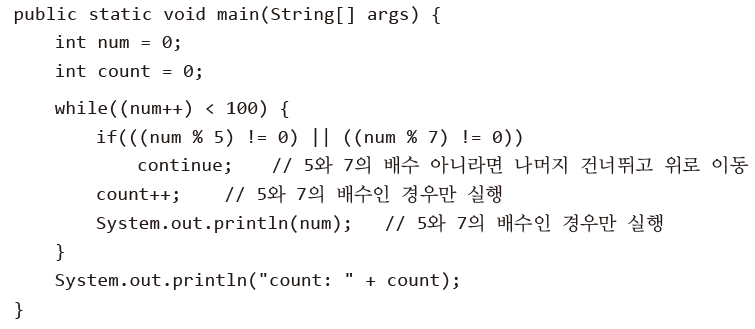 public static void main(String[] args) {
    int num = 0;
    int count = 0;
    while((num++) < 100) {
        if(((num % 5) != 0) || ((num % 7) != 0))
            continue;    // 5와 7의 배수 아니라면 나머지 건너뛰고 위로 이동
        count++;    // 5와 7의 배수인 경우만 실행
        System.out.println(num);   // 5와 7의 배수인 경우만 실행
    }
    System.out.println("count: " + count);
}